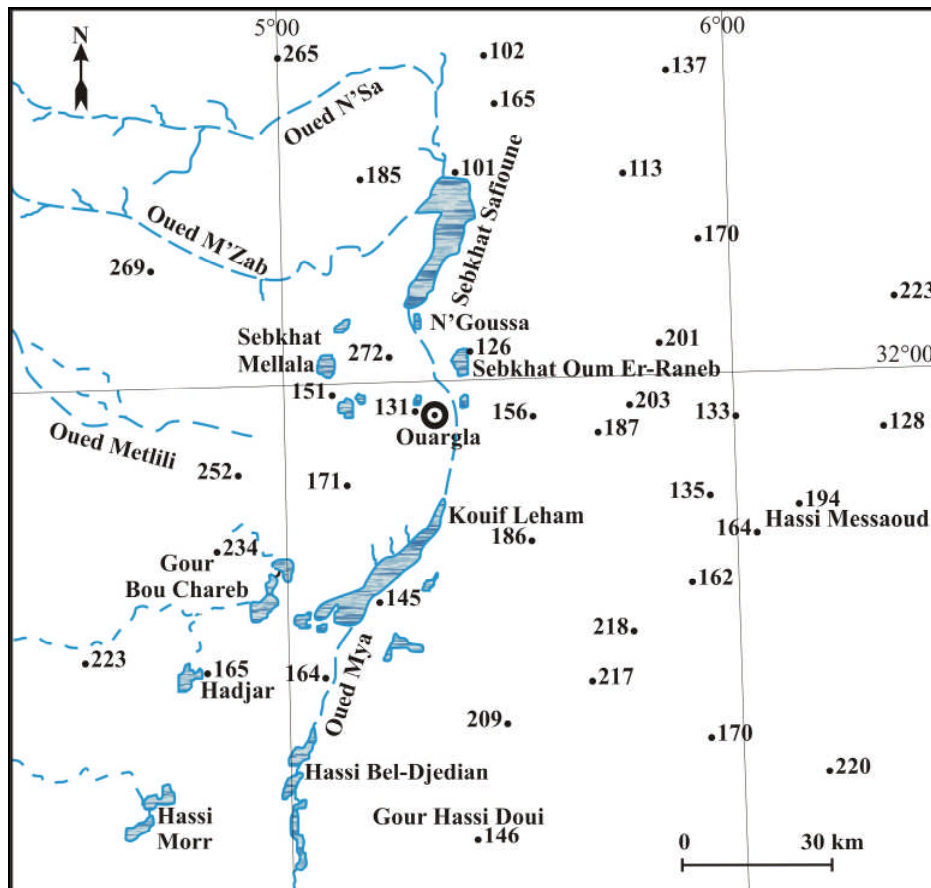 5°00
6°00
N
265
102
137
165
Oued N'Sa
185
101
113
Sebkhat Safioune
Oued M'Zab
170
269
223
N'Goussa
Sebkhat
Mellala
272
126
201
32°00
Sebkhat Oum Er-Raneb
151
131
156
203
133
128
187
Ouargla
Oued Metlili
252
171
135
194
Kouif Leham
164
Hassi Messaoud
186
234
Gour
Bou Chareb
162
145
218
223
165
164
Oued Mya
217
Hadjar
209
170
Hassi Bel-Djedian
220
Hassi
Morr
Gour Hassi Doui
146
0
30 km